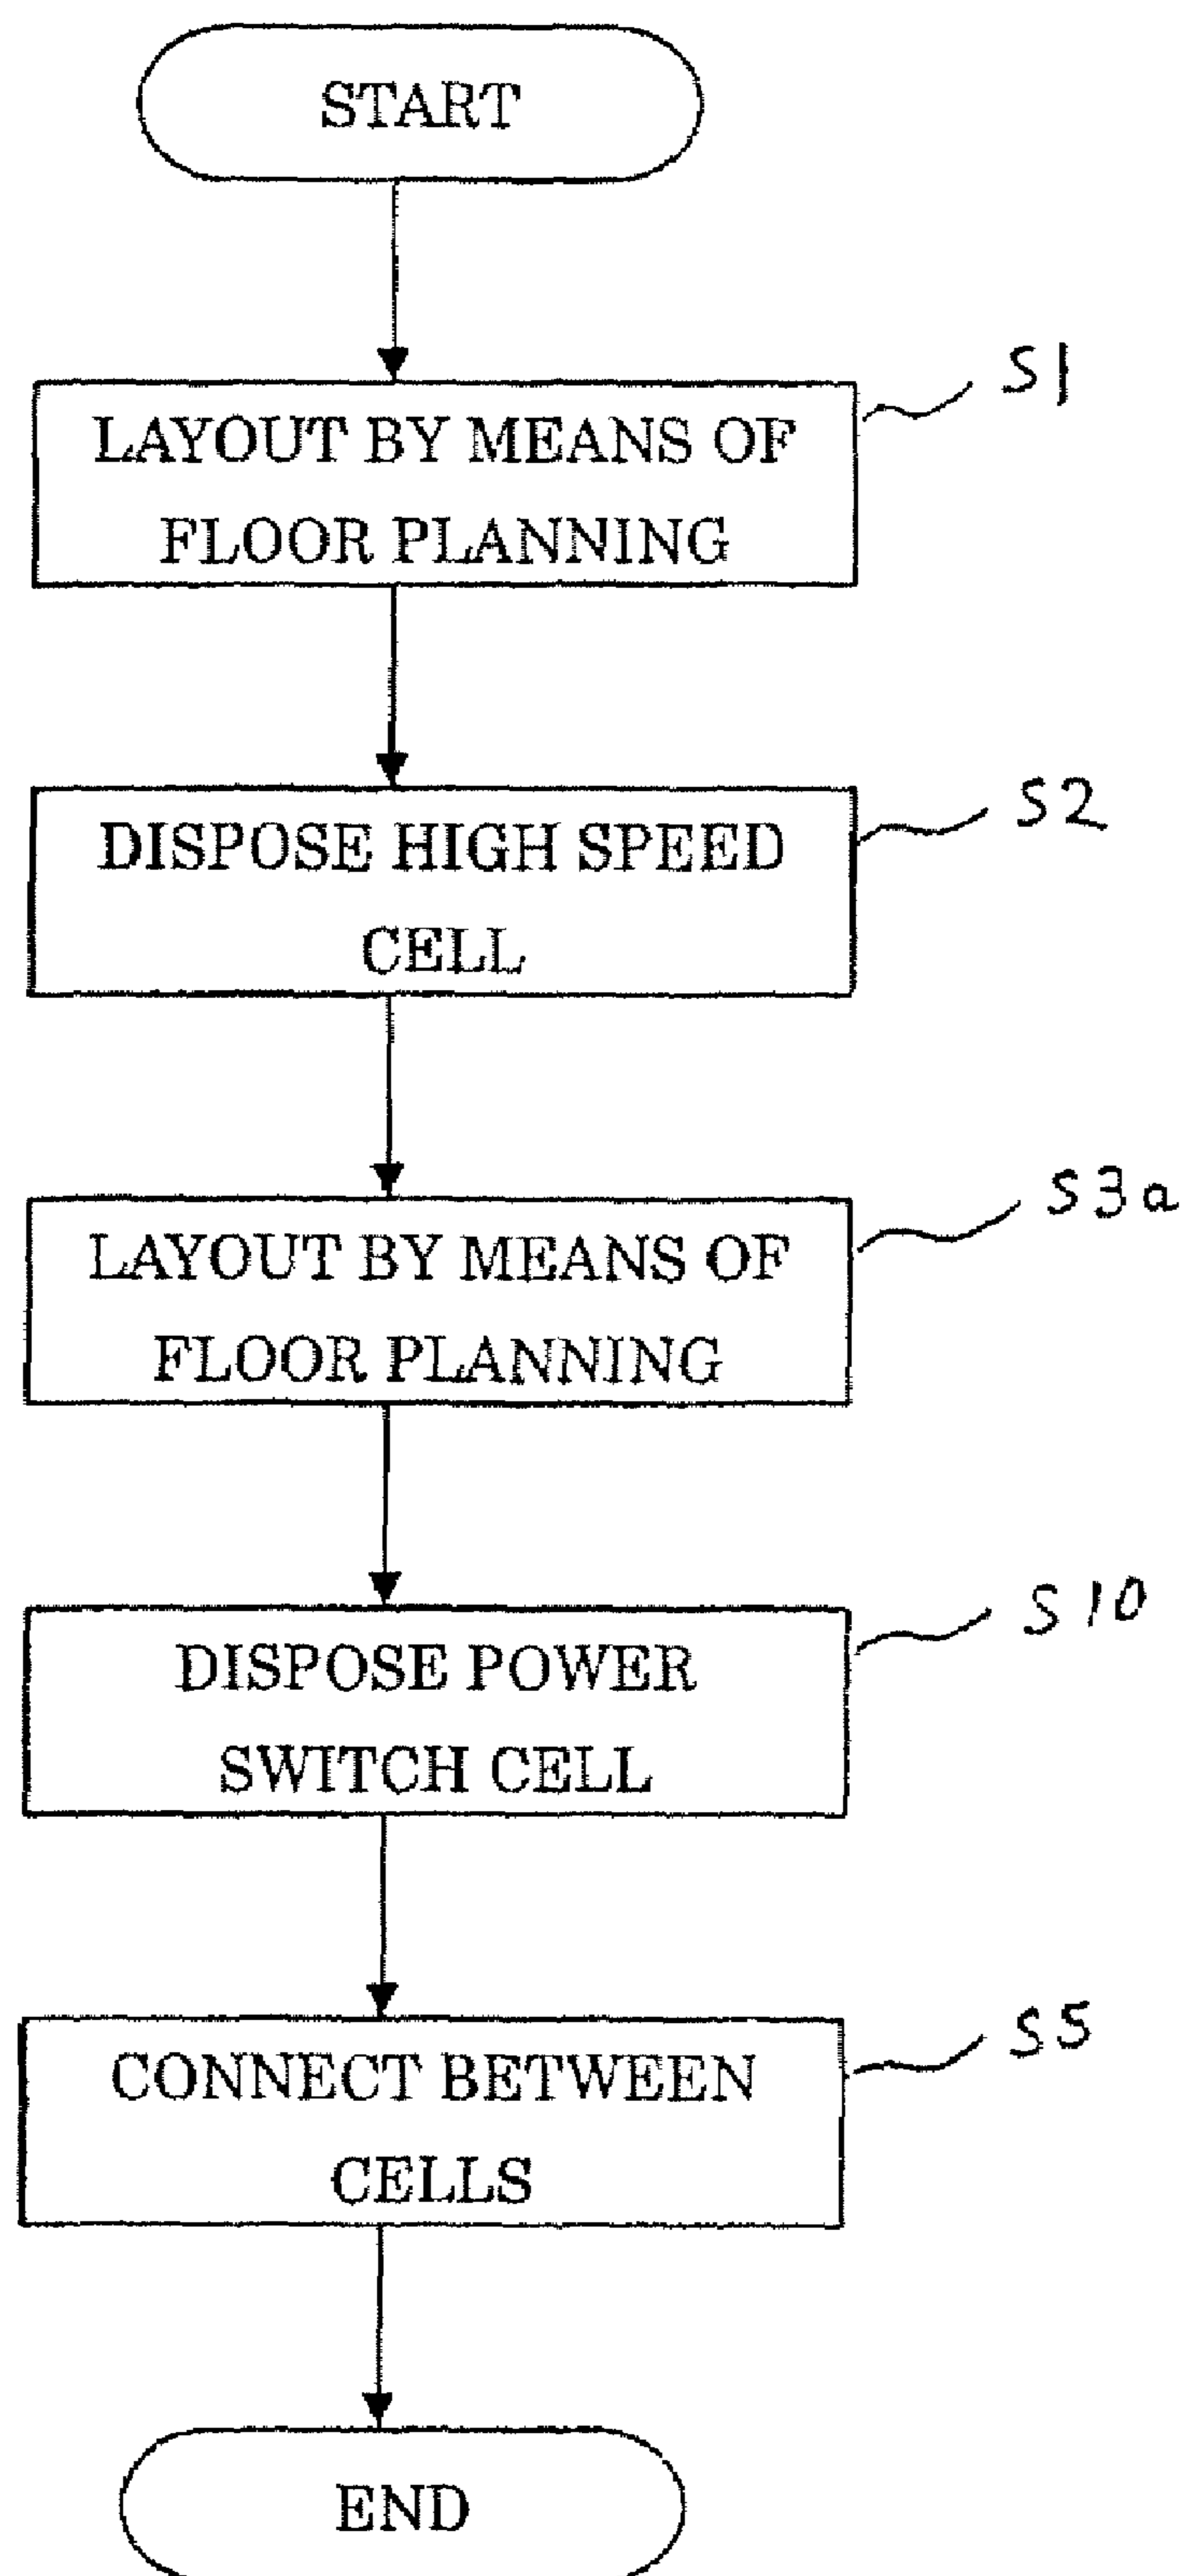 START
S1
LAYOUT BY MEANS OF
FLOOR PLANNING
S2
DISPOSE HIGH SPEED
CELL
S3a
LAYOUT BY MEANS OF
FLOOR PLANNING
S10
DISPOSE POWER
SWITCH CELL
S5
CONNECT BETWEEN
CELLS
END